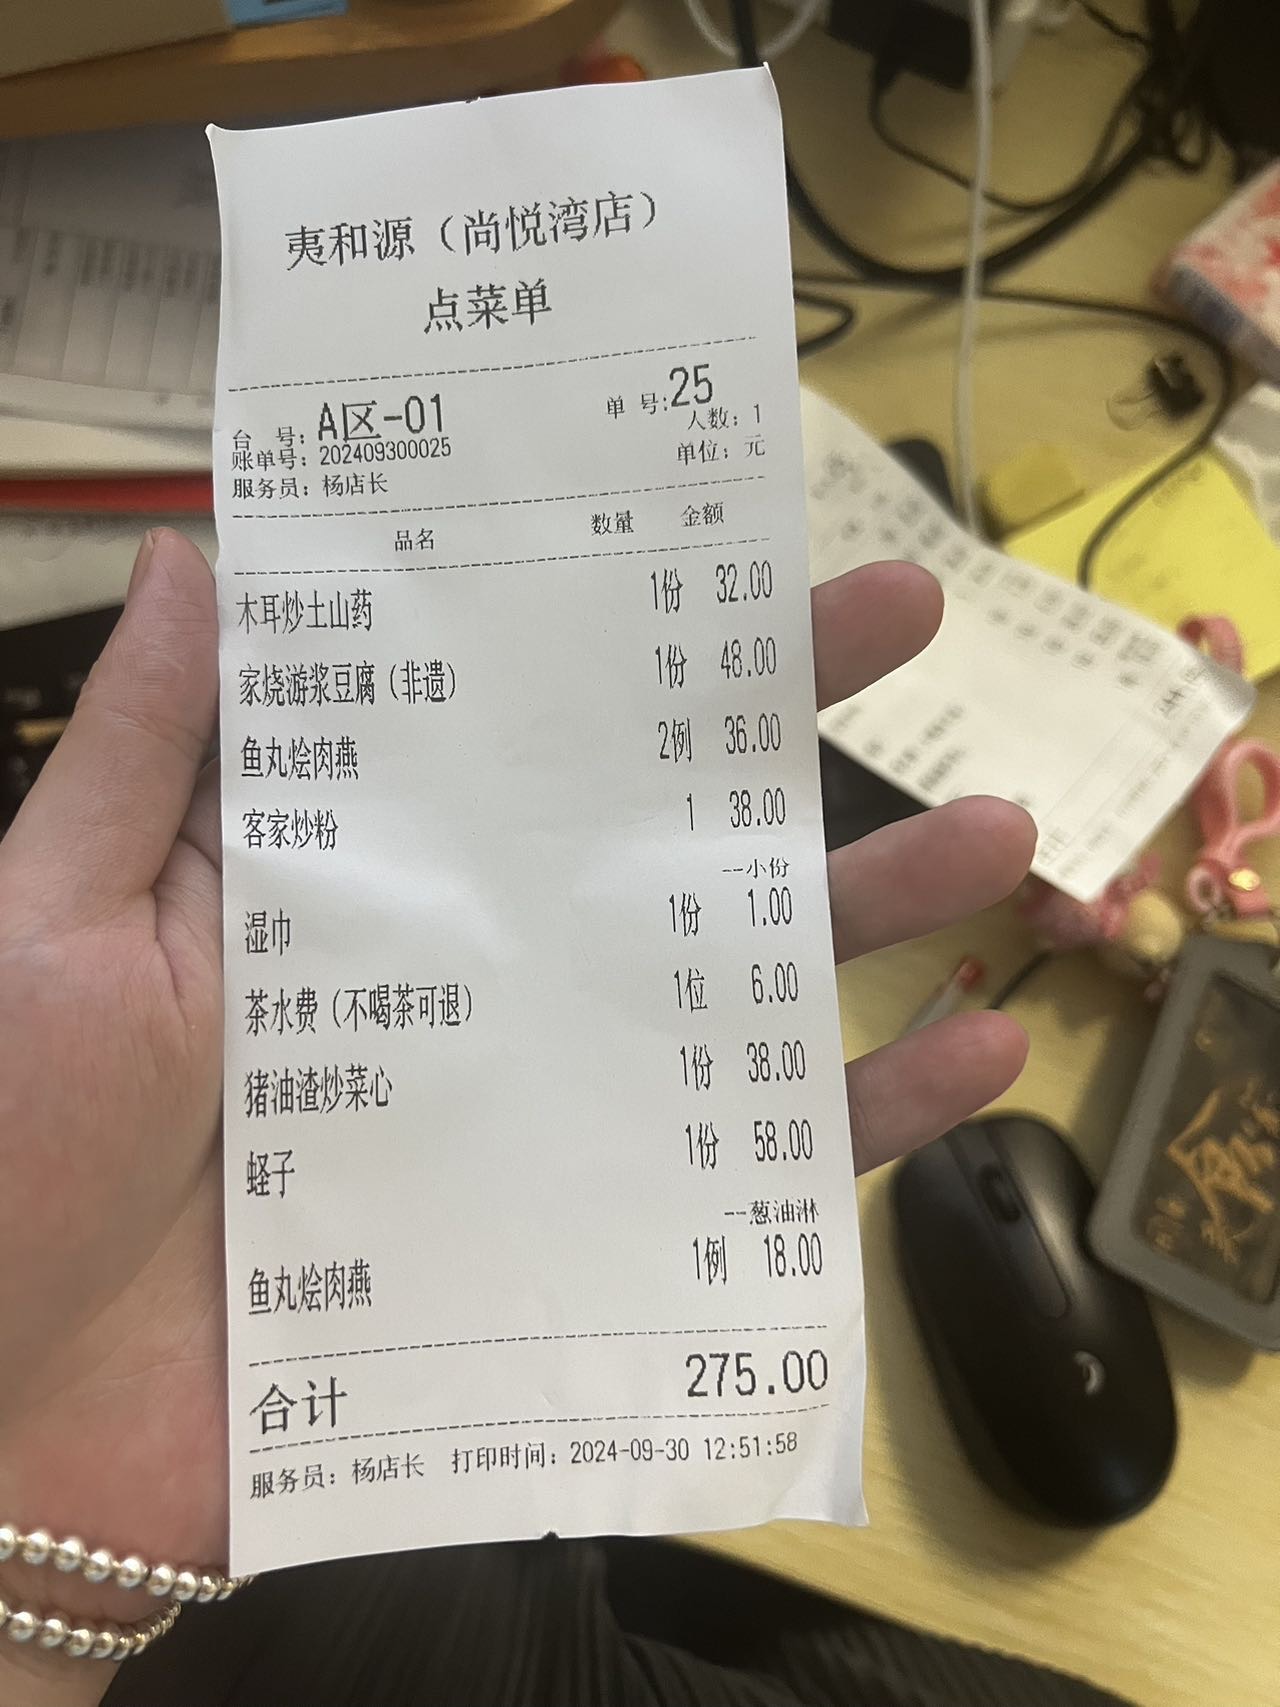 夷和源（尚悦湾店）
点菜单
台 号：A区-01 单 号:25
人数：1
账单号：202409300025 单位：元
服务员：杨店长
品名 数量 金额
木耳炒土山药 1份 32.00
家烧游浆豆腐（非遗） 1份 48.00
鱼丸烩肉燕 2例 36.00
客家炒粉 1 38.00
--小份
湿巾 1份 1.00
茶水费（不喝茶可退） 1位 6.00
猪油渣炒菜心 1份 38.00
蛏子 1份 58.00
--葱油淋
鱼丸烩肉燕 1例 18.00
合计 275.00
服务员：杨店长 打印时间：2024-09-30 12:51:58